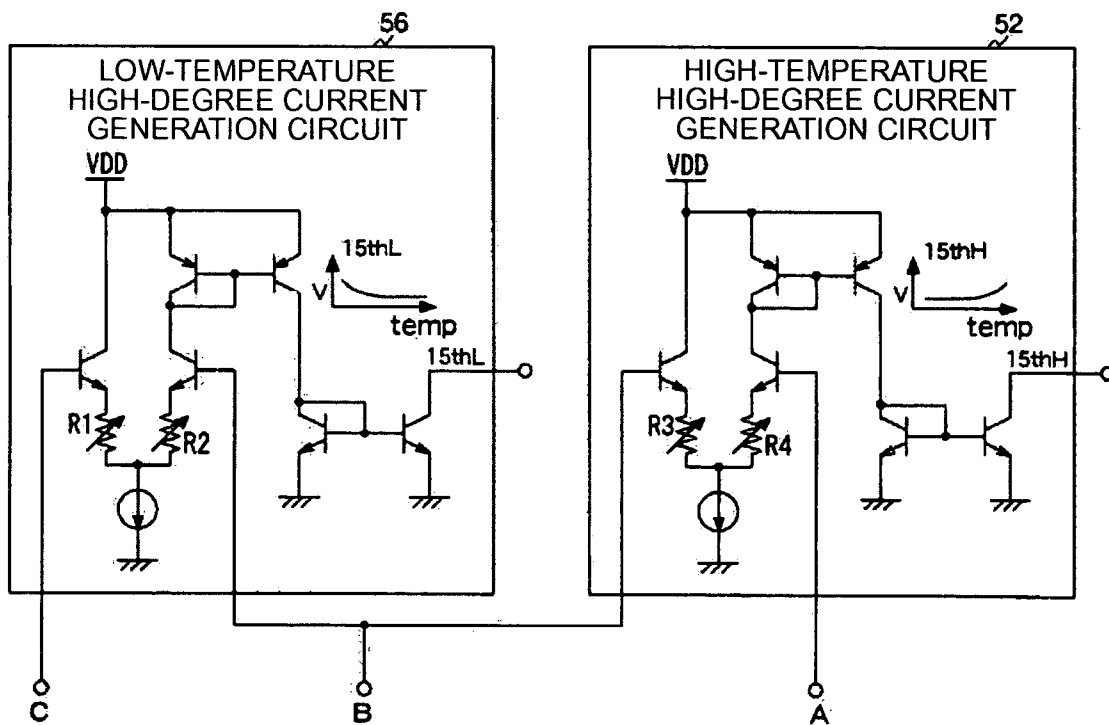 56
LOW-TEMPERATURE
HIGH-DEGREE CURRENT
GENERATION CIRCUIT
VDD
15thL
V
temp
15thL
R1
R2
52
HIGH-TEMPERATURE
HIGH-DEGREE CURRENT
GENERATION CIRCUIT
VDD
15thH
V
temp
15thH
R3
R4
C
B
A